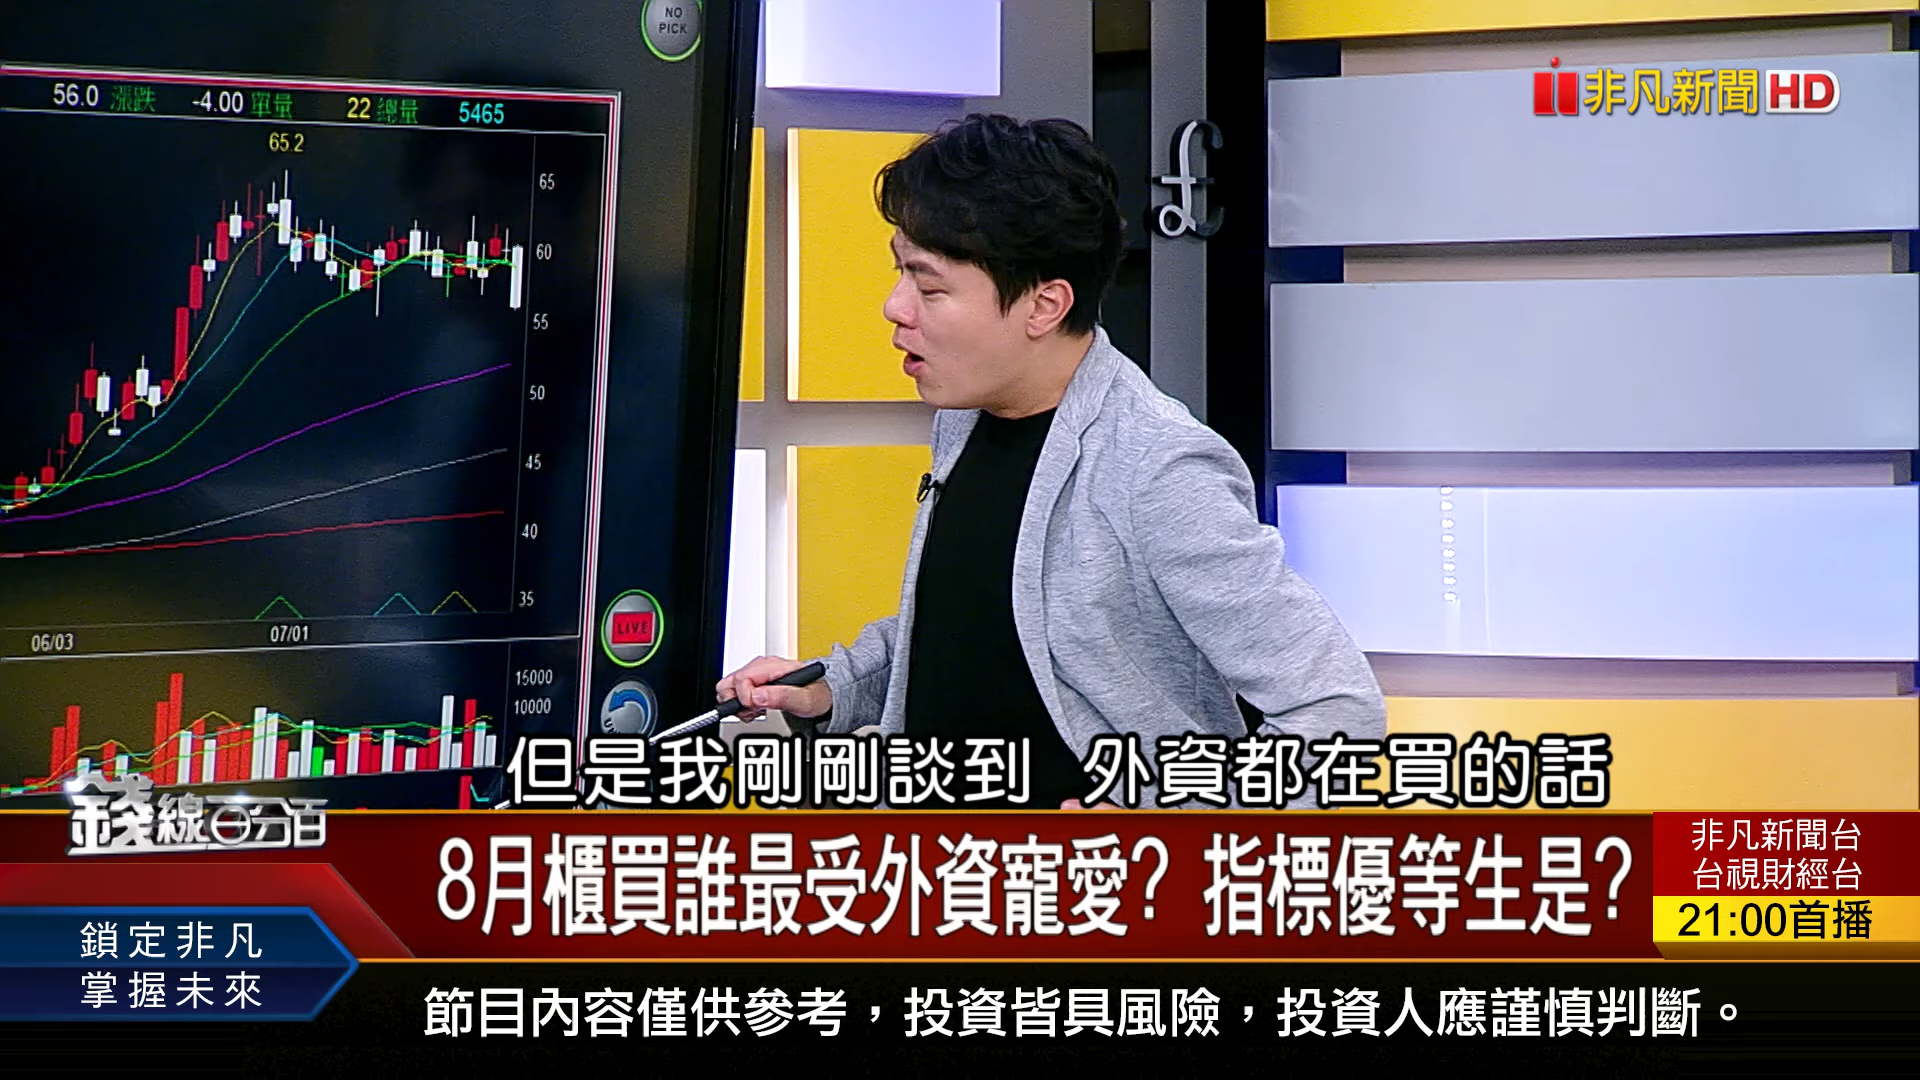 NO
PICK
非凡新聞HD
56.0 漲跌 -4.00 單量 22 總量 5465
65.2
65
60
55
50
45
40
35
06/03 07/01
LIVE
15000
10000
但是我剛剛談到 外資都在買的話
錢線百分百
8月櫃買誰最受外資寵愛? 指標優等生是?
非凡新聞台
台視財經台
21:00首播
鎖定非凡
掌握未來
節目內容僅供參考，投資皆具風險，投資人應謹慎判斷。